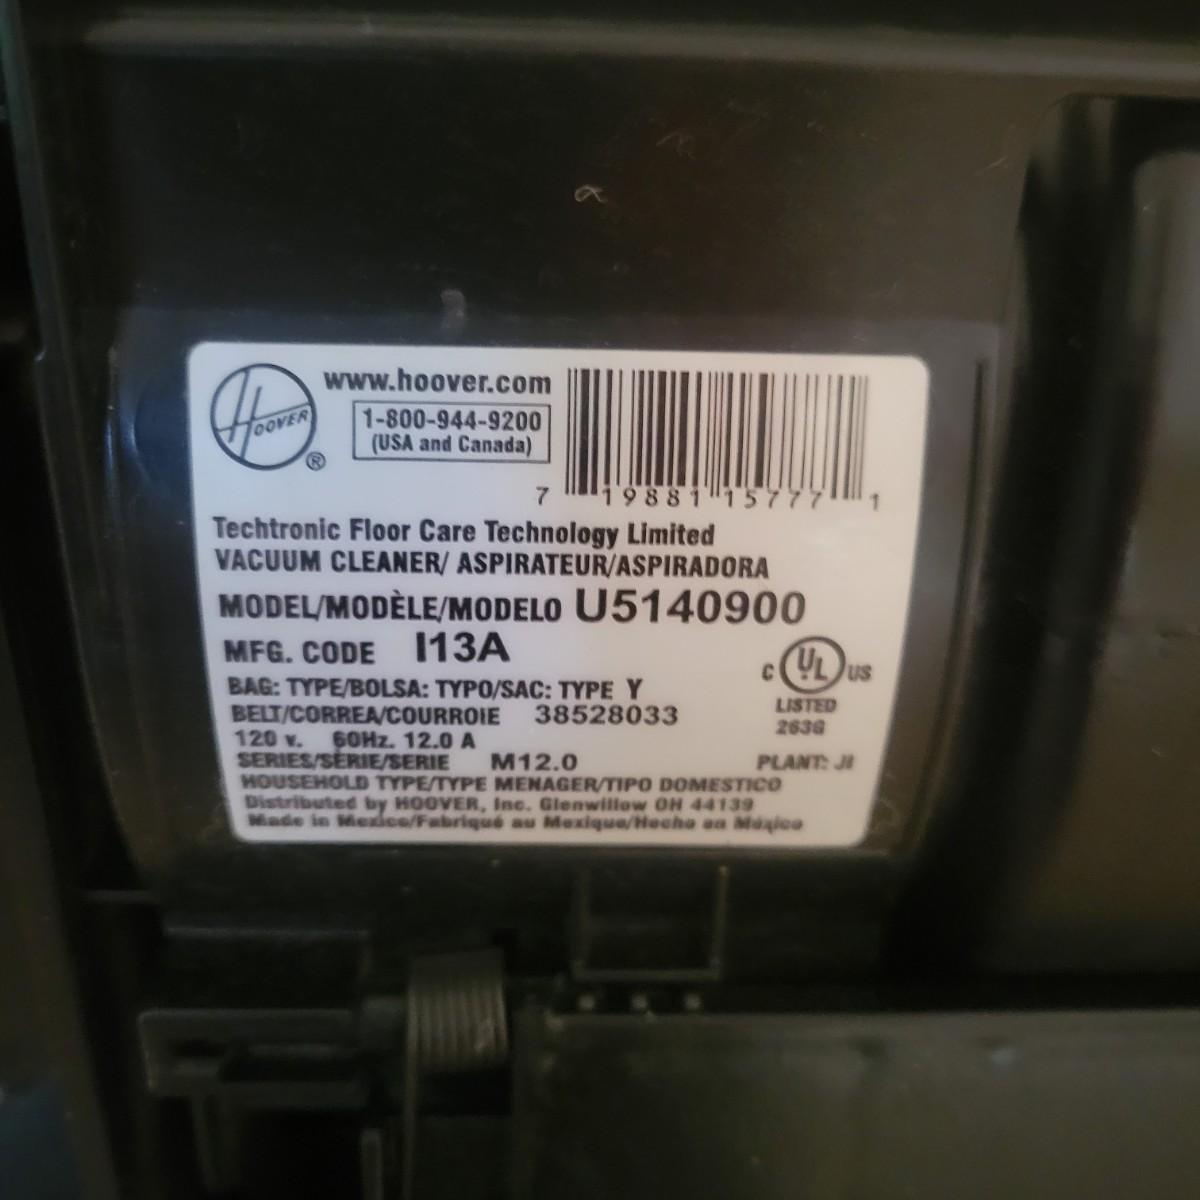 HOOVER®
www.hoover.com
1-800-944-9200
(USA and Canada)
7 19881 15777 1
Techtronic Floor Care Technology Limited
VACUUM CLEANER/ ASPIRATEUR/ASPIRADORA
MODEL/MODÈLE/MODELO U5140900
MFG. CODE I13A
C UL US
BAG: TYPE/BOLSA: TYPO/SAC: TYPE Y
LISTED
BELT/CORREA/COURROIE 38528033
263G
120 v. 60Hz. 12.0 A
SERIES/SÉRIE/SERIE M12.0 PLANT: JI
HOUSEHOLD TYPE/TYPE MENAGER/TIPO DOMESTICO
Distributed by HOOVER, Inc. Glenwillow OH 44139
Made in Mexico/Fabriqué au Mexique/Hecho en México